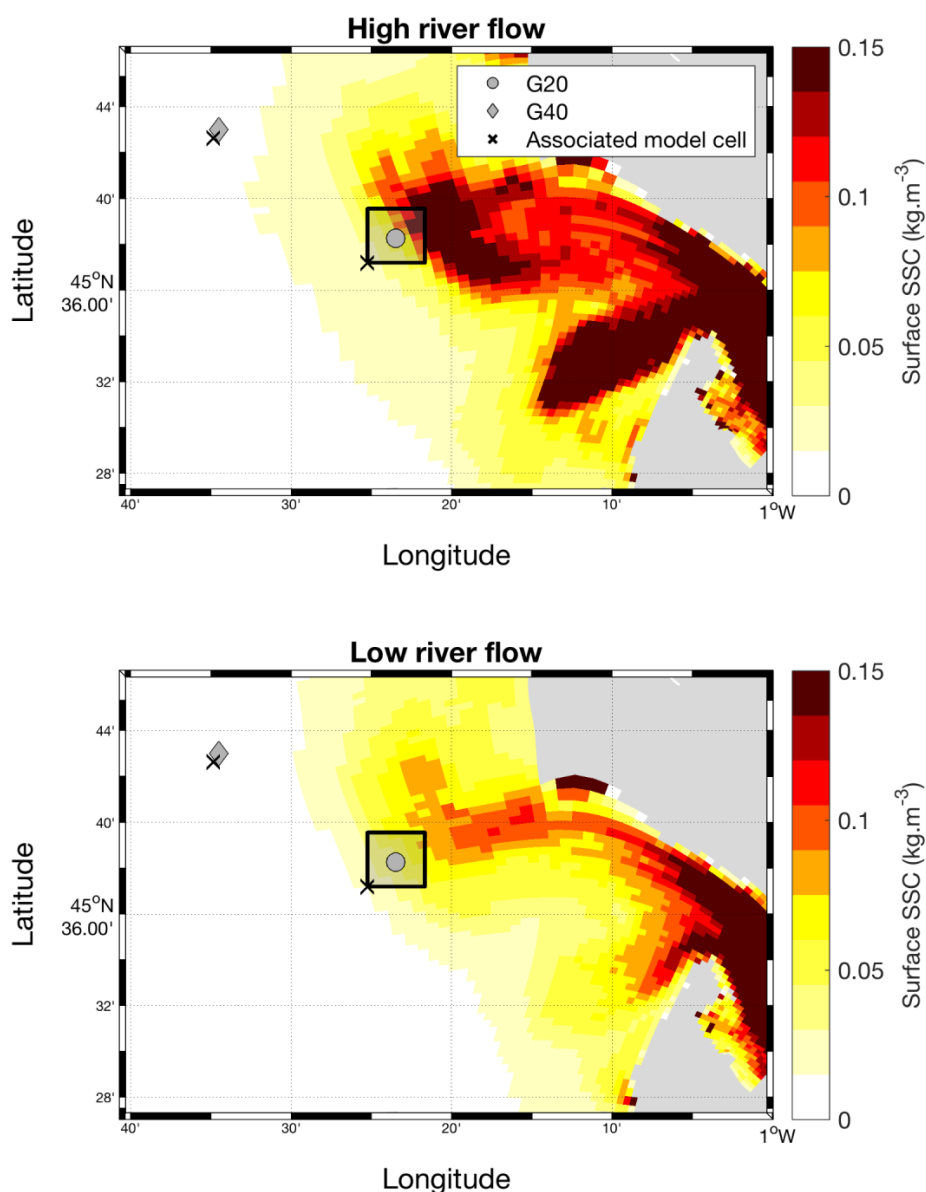 High river flow
G20
G40
Associated model cell
44'
40'
45°N
36.00'
32'
28'
Latitude
40'
30'
20'
10'
1°W
Longitude
0.15
0.1
0.05
0
Surface SSC (kg.m⁻³)
Low river flow
44'
40'
45°N
36.00'
32'
28'
Latitude
40'
30'
20'
10'
1°W
Longitude
0.15
0.1
0.05
0
Surface SSC (kg.m⁻³)